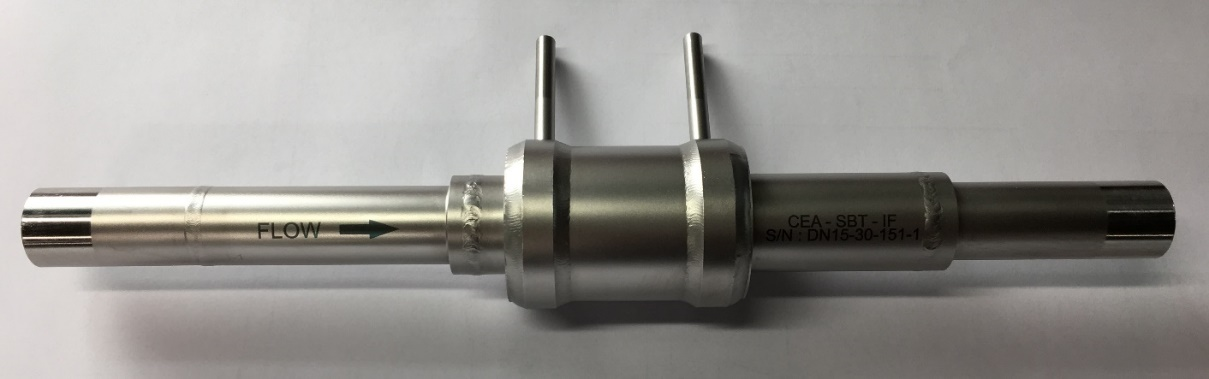 FLOW
CEA - SBT - IF
S/N : DN15-30-151-1